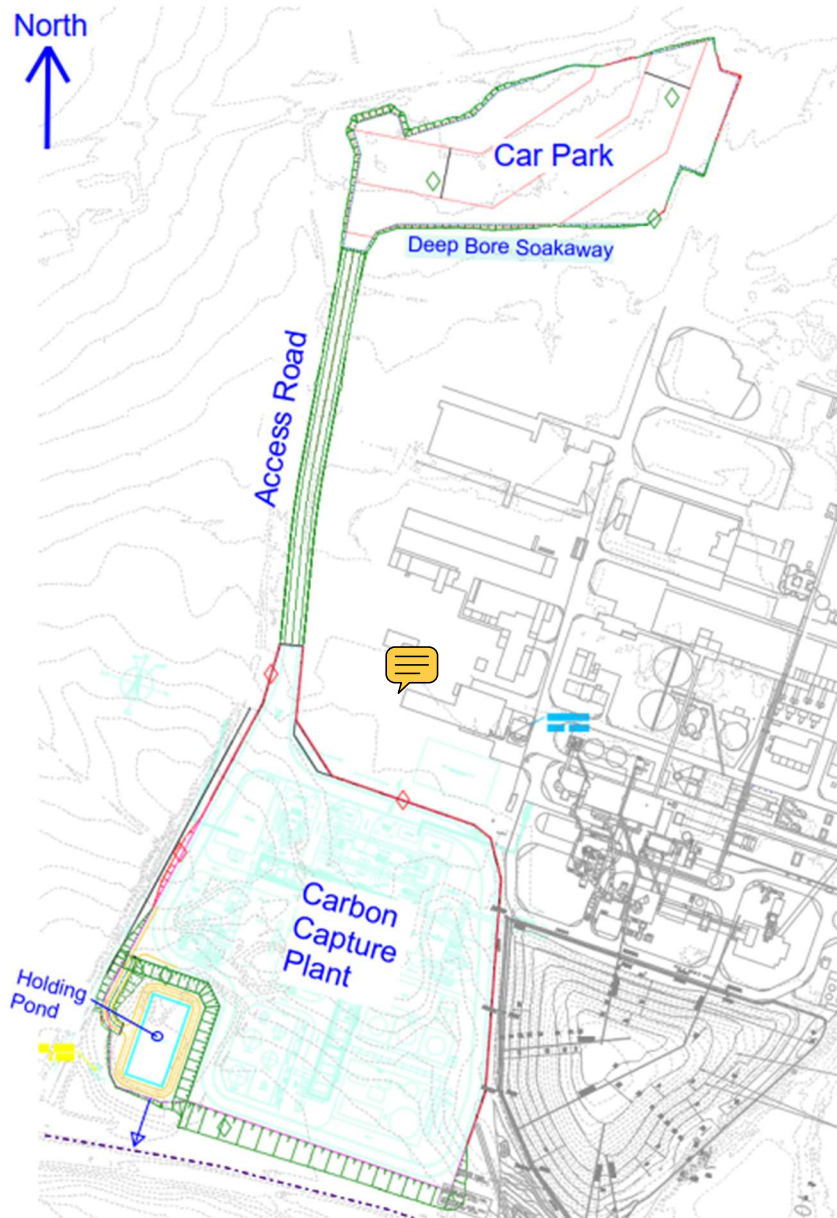 North
Car Park
Deep Bore Soakaway
Access Road
Carbon
Capture
Plant
Holding
Pond